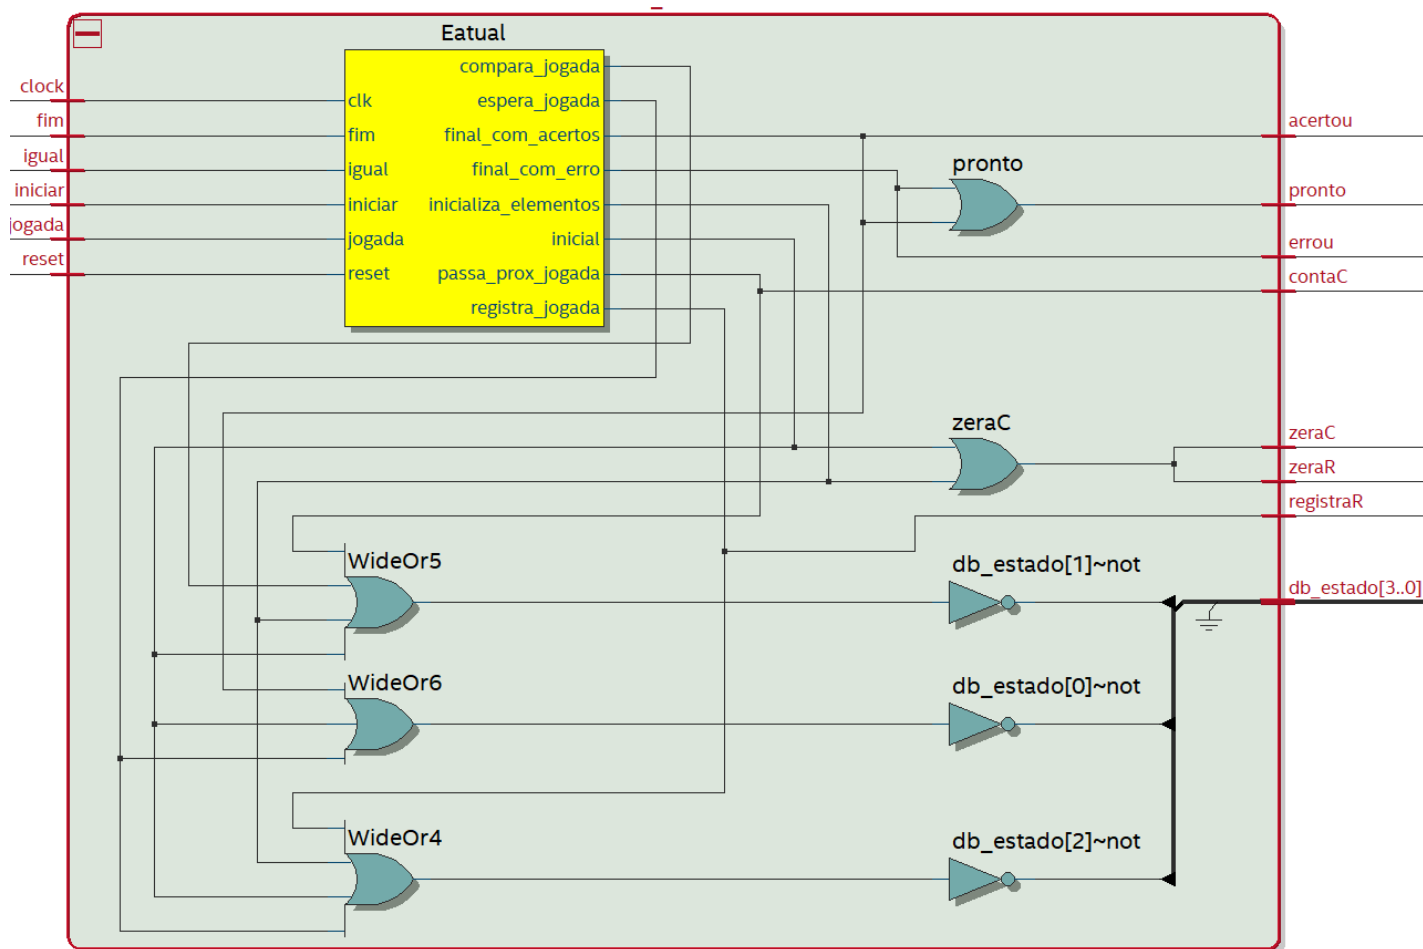 Eatual
clock
fim
igual
iniciar
jogada
reset
clk
fim
igual
iniciar
jogada
reset
compara_jogada
espera_jogada
final_com_acertos
final_com_erro
inicializa_elementos
inicial
passa_prox_jogada
registra_jogada
pronto
acertou
pronto
errou
contaC
zeraC
zeraC
zeraR
registraR
WideOr5
db_estado[1]~not
db_estado[3..0]
WideOr6
db_estado[0]~not
WideOr4
db_estado[2]~not